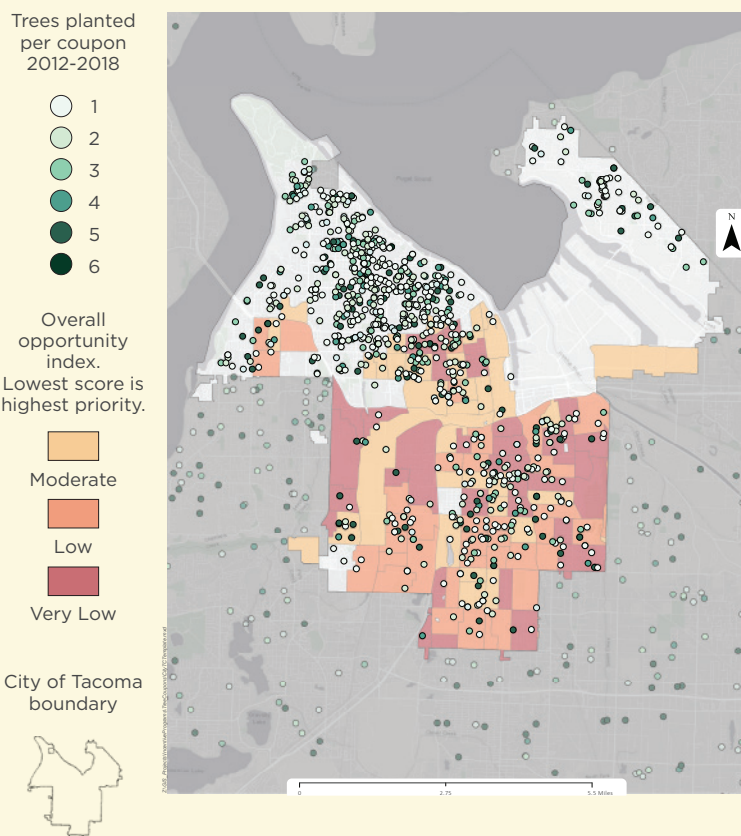 Trees planted
per coupon
2012-2018
1
2
3
4
5
6
Overall
opportunity
index.
Lowest score is
highest priority.
Moderate
Low
Very Low
City of Tacoma
boundary
N
0
2.75
5.5 Miles